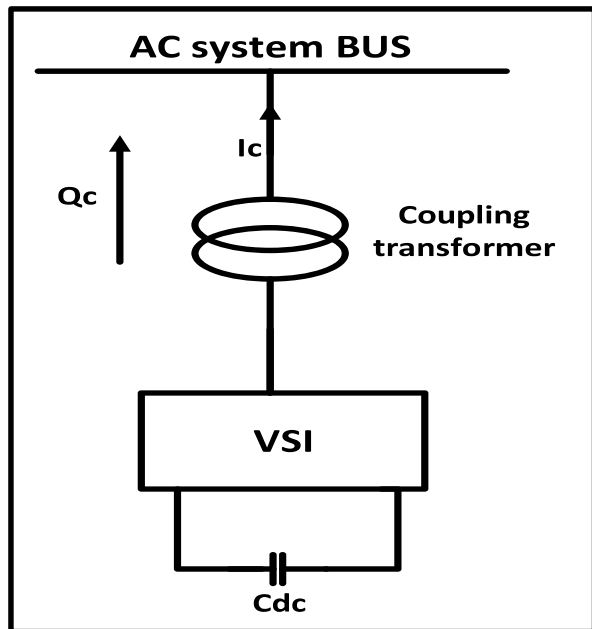 AC system BUS
Ic
Qc
Coupling
transformer
VSI
Cdc